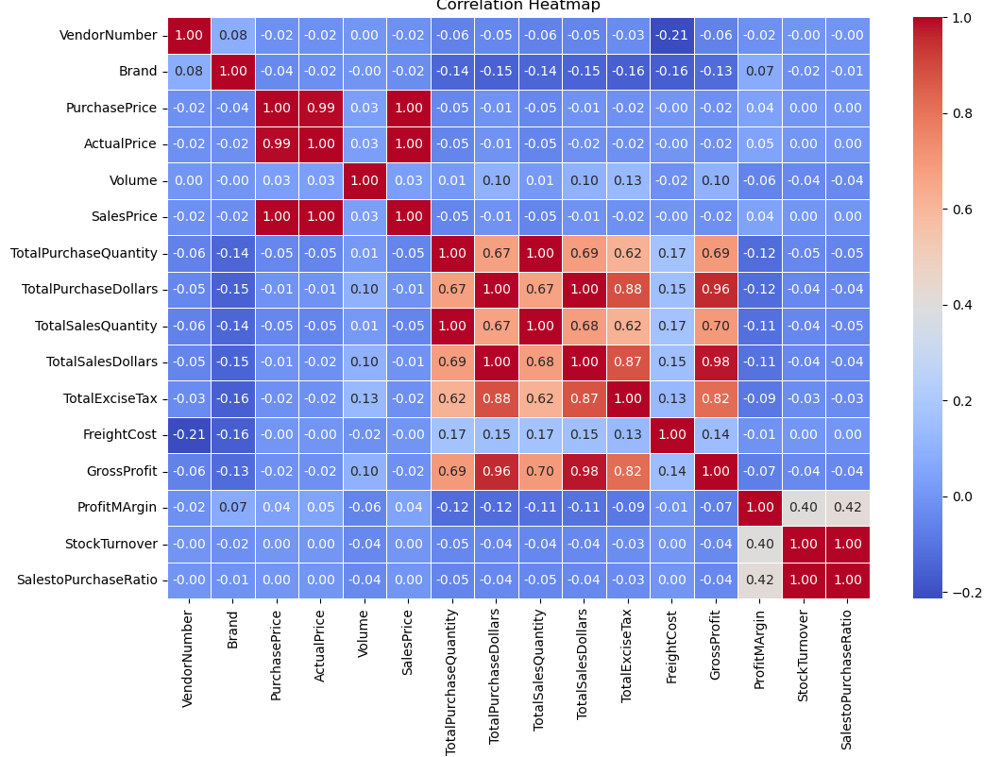 Correlation Heatmap
VendorNumber 1.00 0.08 -0.02 -0.02 0.00 -0.02 -0.06 -0.05 -0.06 -0.05 -0.03 -0.21 -0.06 -0.02 -0.00 -0.00
Brand 0.08 1.00 -0.04 -0.02 -0.00 -0.02 -0.14 -0.15 -0.14 -0.15 -0.16 -0.16 -0.13 0.07 -0.02 -0.01
PurchasePrice -0.02 -0.04 1.00 0.99 0.03 1.00 -0.05 -0.01 -0.05 -0.01 -0.02 -0.00 -0.02 0.04 0.00 0.00
ActualPrice -0.02 -0.02 0.99 1.00 0.03 1.00 -0.05 -0.01 -0.05 -0.02 -0.02 -0.00 -0.02 0.05 0.00 0.00
Volume 0.00 -0.00 0.03 0.03 1.00 0.03 0.01 0.10 0.01 0.10 0.13 -0.02 0.10 -0.06 -0.04 -0.04
SalesPrice -0.02 -0.02 1.00 1.00 0.03 1.00 -0.05 -0.01 -0.05 -0.01 -0.02 -0.00 -0.02 0.04 0.00 0.00
TotalPurchaseQuantity -0.06 -0.14 -0.05 -0.05 0.01 -0.05 1.00 0.67 1.00 0.69 0.62 0.17 0.69 -0.12 -0.05 -0.05
TotalPurchaseDollars -0.05 -0.15 -0.01 -0.01 0.10 -0.01 0.67 1.00 0.67 1.00 0.88 0.15 0.96 -0.12 -0.04 -0.04
TotalSalesQuantity -0.06 -0.14 -0.05 -0.05 0.01 -0.05 1.00 0.67 1.00 0.68 0.62 0.17 0.70 -0.11 -0.04 -0.05
TotalSalesDollars -0.05 -0.15 -0.01 -0.02 0.10 -0.01 0.69 1.00 0.68 1.00 0.87 0.15 0.98 -0.11 -0.04 -0.04
TotalExciseTax -0.03 -0.16 -0.02 -0.02 0.13 -0.02 0.62 0.88 0.62 0.87 1.00 0.13 0.82 -0.09 -0.03 -0.03
FreightCost -0.21 -0.16 -0.00 -0.00 -0.02 -0.00 0.17 0.15 0.17 0.15 0.13 1.00 0.14 -0.01 0.00 0.00
GrossProfit -0.06 -0.13 -0.02 -0.02 0.10 -0.02 0.69 0.96 0.70 0.98 0.82 0.14 1.00 -0.07 -0.04 -0.04
ProfitMArgin -0.02 0.07 0.04 0.05 -0.06 0.04 -0.12 -0.12 -0.11 -0.11 -0.09 -0.01 -0.07 1.00 0.40 0.42
StockTurnover -0.00 -0.02 0.00 0.00 -0.04 0.00 -0.05 -0.04 -0.04 -0.04 -0.03 0.00 -0.04 0.40 1.00 1.00
SalestoPurchaseRatio -0.00 -0.01 0.00 0.00 -0.04 0.00 -0.05 -0.04 -0.05 -0.04 -0.03 0.00 -0.04 0.42 1.00 1.00
VendorNumber
Brand
PurchasePrice
ActualPrice
Volume
SalesPrice
TotalPurchaseQuantity
TotalPurchaseDollars
TotalSalesQuantity
TotalSalesDollars
TotalExciseTax
FreightCost
GrossProfit
ProfitMArgin
StockTurnover
SalestoPurchaseRatio
1.0
0.8
0.6
0.4
0.2
0.0
−0.2